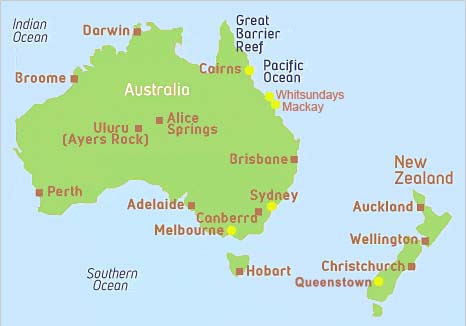 Indian
Ocean
Darwin
Great
Barrier
Reef
Pacific
Ocean
Cairns
Broome
Australia
Whitsundays
Mackay
Alice
Springs
Uluru
(Ayers Rock)
Brisbane
New
Zealand
Perth
Sydney
Adelaide
Canberra
Auckland
Melbourne
Wellington
Hobart
Christchurch
Queenstown
Southern
Ocean